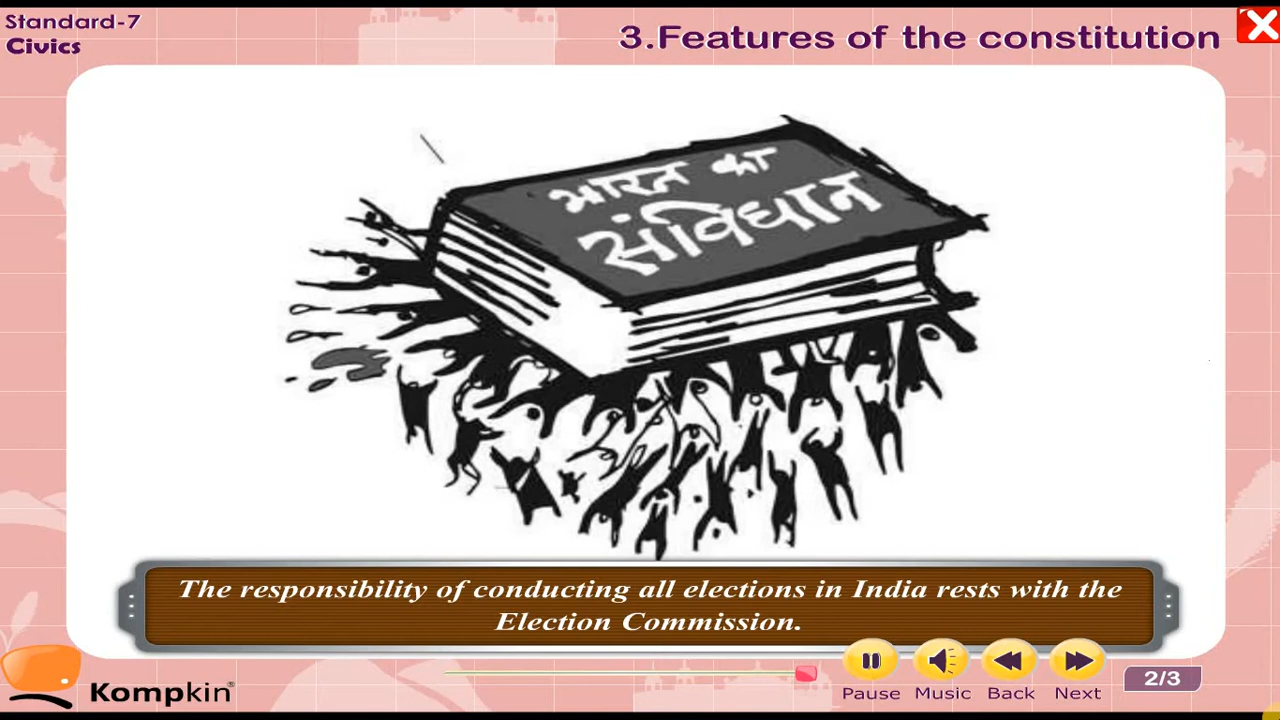 Standard-7
Civics
3.Features of the constitution
भारत का
संविधान
The responsibility of conducting all elections in India rests with the
Election Commission.
Kompkin®
Pause
Music
Back
Next
2/3